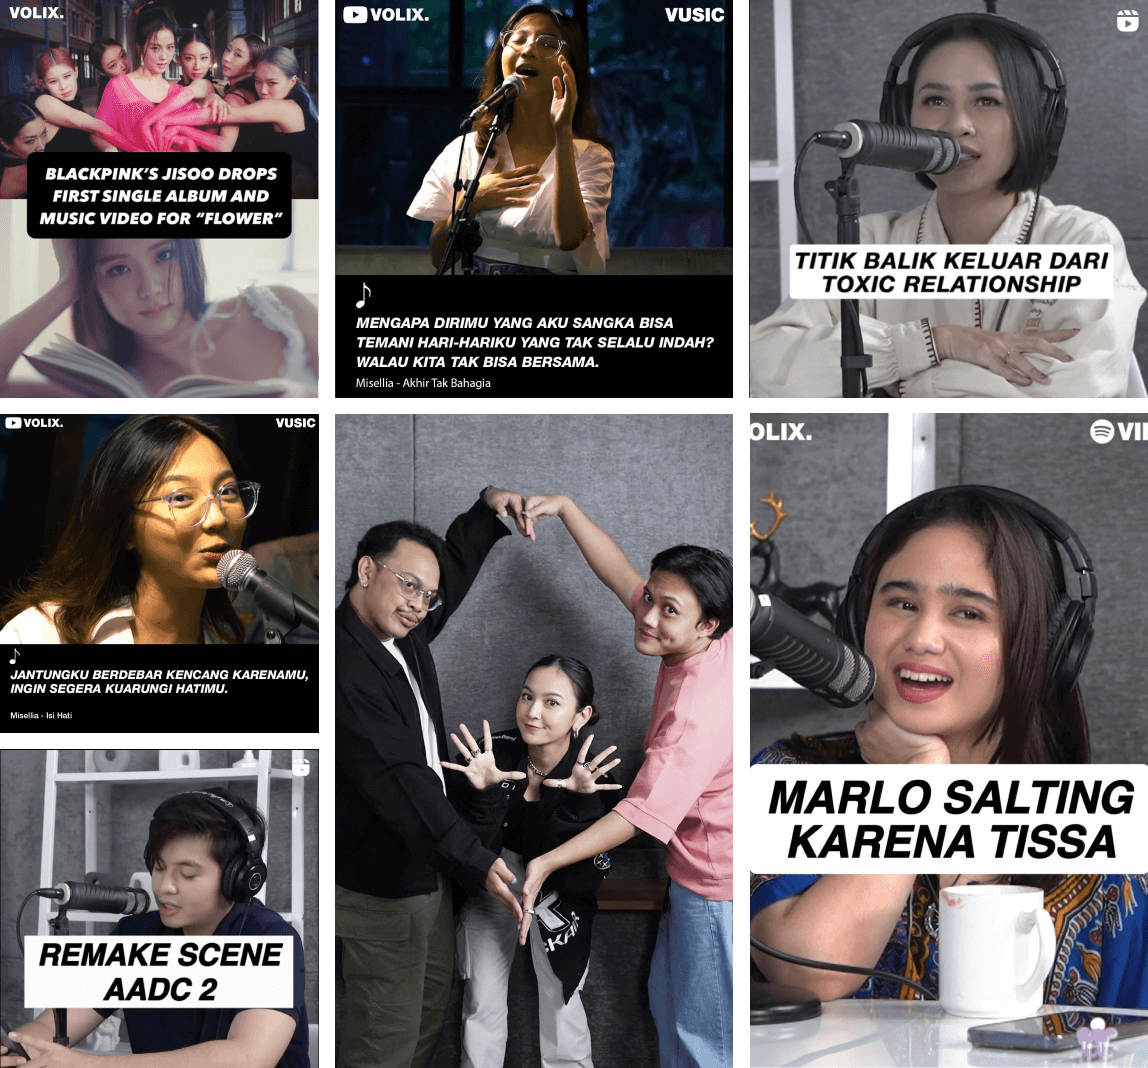 VOLIX.
BLACKPINK'S JISOO DROPS
FIRST SINGLE ALBUM AND
MUSIC VIDEO FOR "FLOWER"
VOLIX.
VUSIC
MENGAPA DIRIMU YANG AKU SANGKA BISA
TEMANI HARI-HARIKU YANG TAK SELALU INDAH?
WALAU KITA TAK BISA BERSAMA.
Misellia - Akhir Tak Bahagia
TITIK BALIK KELUAR DARI
TOXIC RELATIONSHIP
VOLIX.
VUSIC
JANTUNGKU BERDEBAR KENCANG KARENAMU,
INGIN SEGERA KUARUNGI HATIMU.
Misellia - Isi Hati
REMAKE SCENE
AADC 2
OLIX.
MARLO SALTING
KARENA TISSA